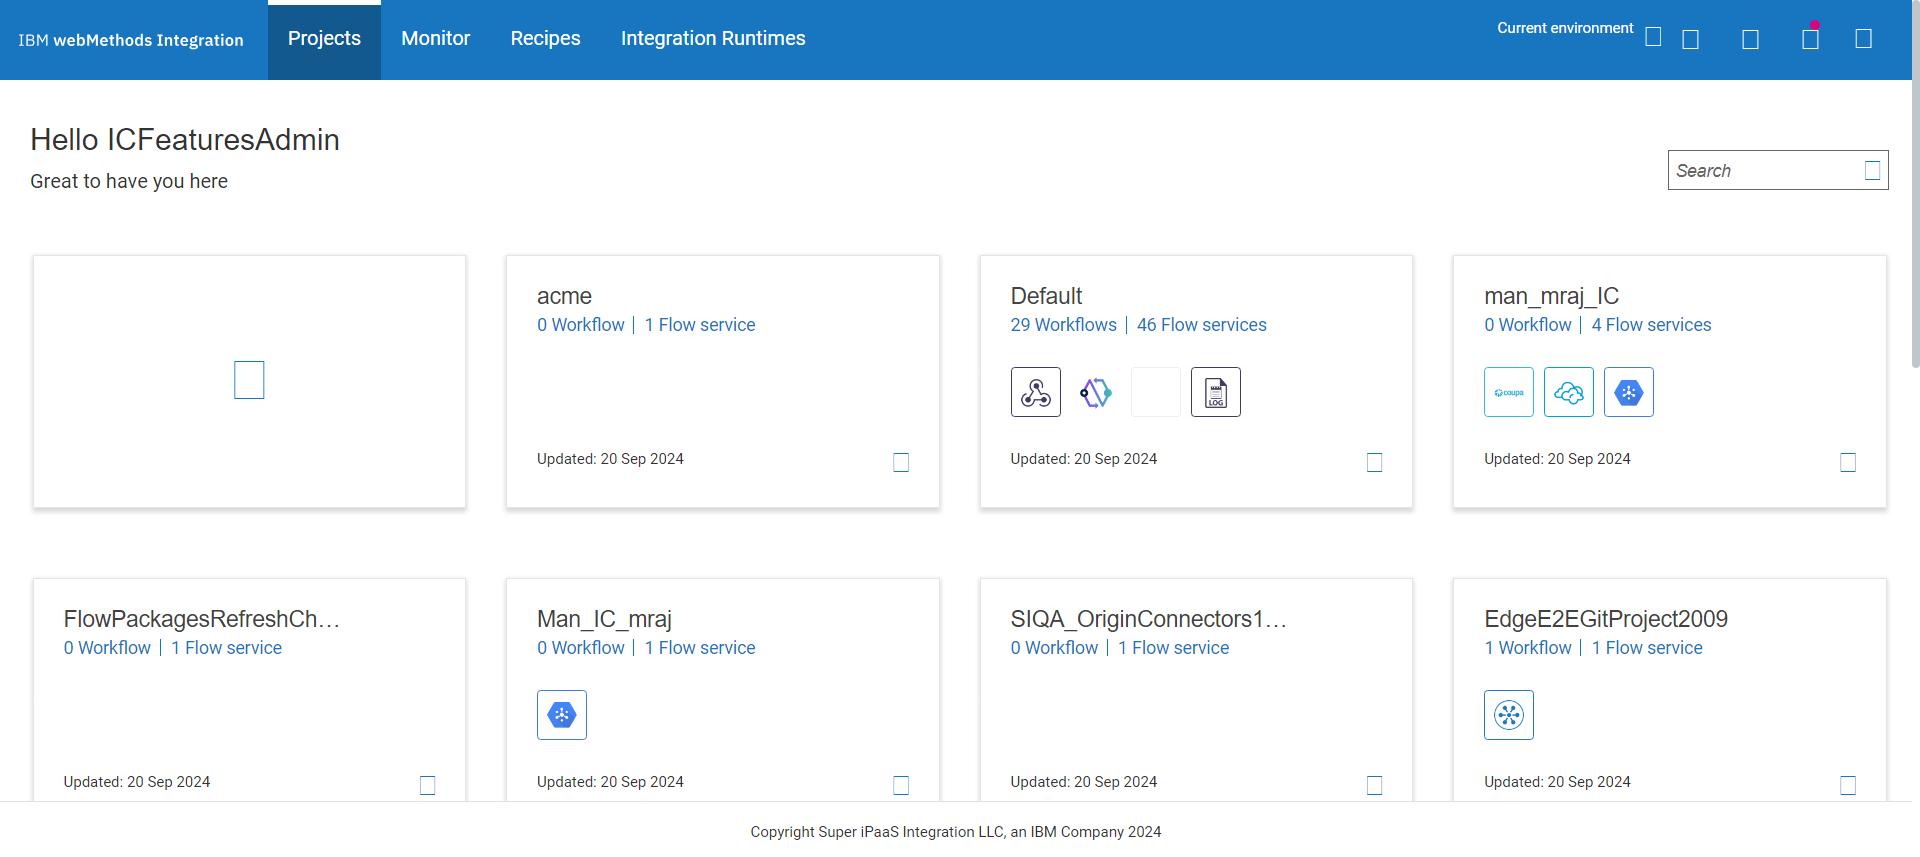 IBM webMethods Integration
Projects
Monitor
Recipes
Integration Runtimes
Current environment
Hello ICFeaturesAdmin
Great to have you here
Search
acme
0 Workflow | 1 Flow service
Updated: 20 Sep 2024
Default
29 Workflows | 46 Flow services
LOG
Updated: 20 Sep 2024
man_mraj_IC
0 Workflow | 4 Flow services
coupa
Updated: 20 Sep 2024
FlowPackagesRefreshCh...
0 Workflow | 1 Flow service
Updated: 20 Sep 2024
Man_IC_mraj
0 Workflow | 1 Flow service
Updated: 20 Sep 2024
SIQA_OriginConnectors1...
0 Workflow | 1 Flow service
Updated: 20 Sep 2024
EdgeE2EGitProject2009
1 Workflow | 1 Flow service
Updated: 20 Sep 2024
Copyright Super iPaaS Integration LLC, an IBM Company 2024